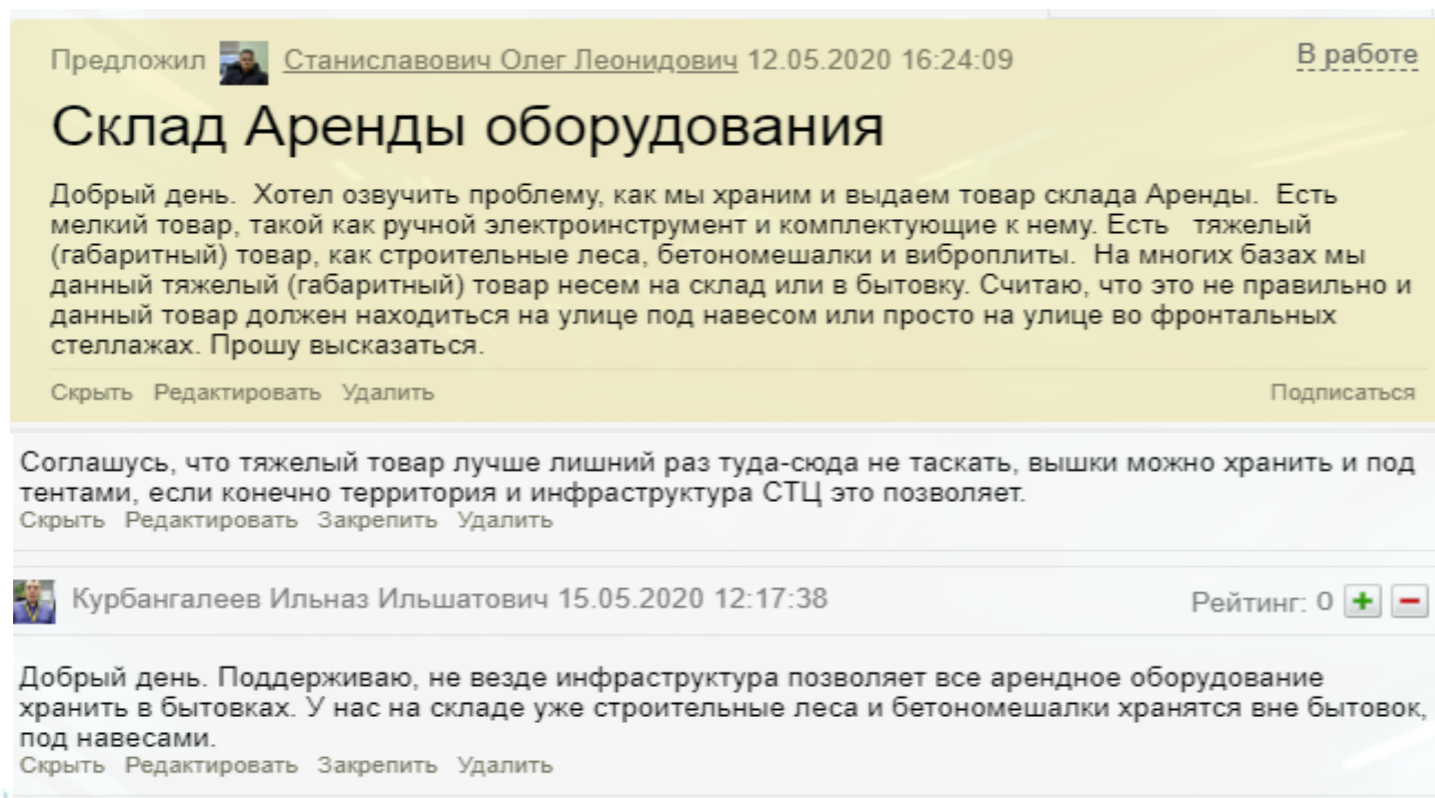 Предложил Станиславович Олег Леонидович 12.05.2020 16:24:09 В работе
Склад Аренды оборудования
Добрый день. Хотел озвучить проблему, как мы храним и выдаем товар склада Аренды. Есть
мелкий товар, такой как ручной электроинструмент и комплектующие к нему. Есть тяжелый
(габаритный) товар, как строительные леса, бетономешалки и виброплиты. На многих базах мы
данный тяжелый (габаритный) товар несем на склад или в бытовку. Считаю, что это не правильно и
данный товар должен находиться на улице под навесом или просто на улице во фронтальных
стеллажах. Прошу высказаться.
Скрыть Редактировать Удалить Подписаться
Соглашусь, что тяжелый товар лучше лишний раз туда-сюда не таскать, вышки можно хранить и под
тентами, если конечно территория и инфраструктура СТЦ это позволяет.
Скрыть Редактировать Закрепить Удалить
Курбангалеев Ильназ Ильшатович 15.05.2020 12:17:38 Рейтинг: 0
Добрый день. Поддерживаю, не везде инфраструктура позволяет все арендное оборудование
хранить в бытовках. У нас на складе уже строительные леса и бетономешалки хранятся вне бытовок,
под навесами.
Скрыть Редактировать Закрепить Удалить